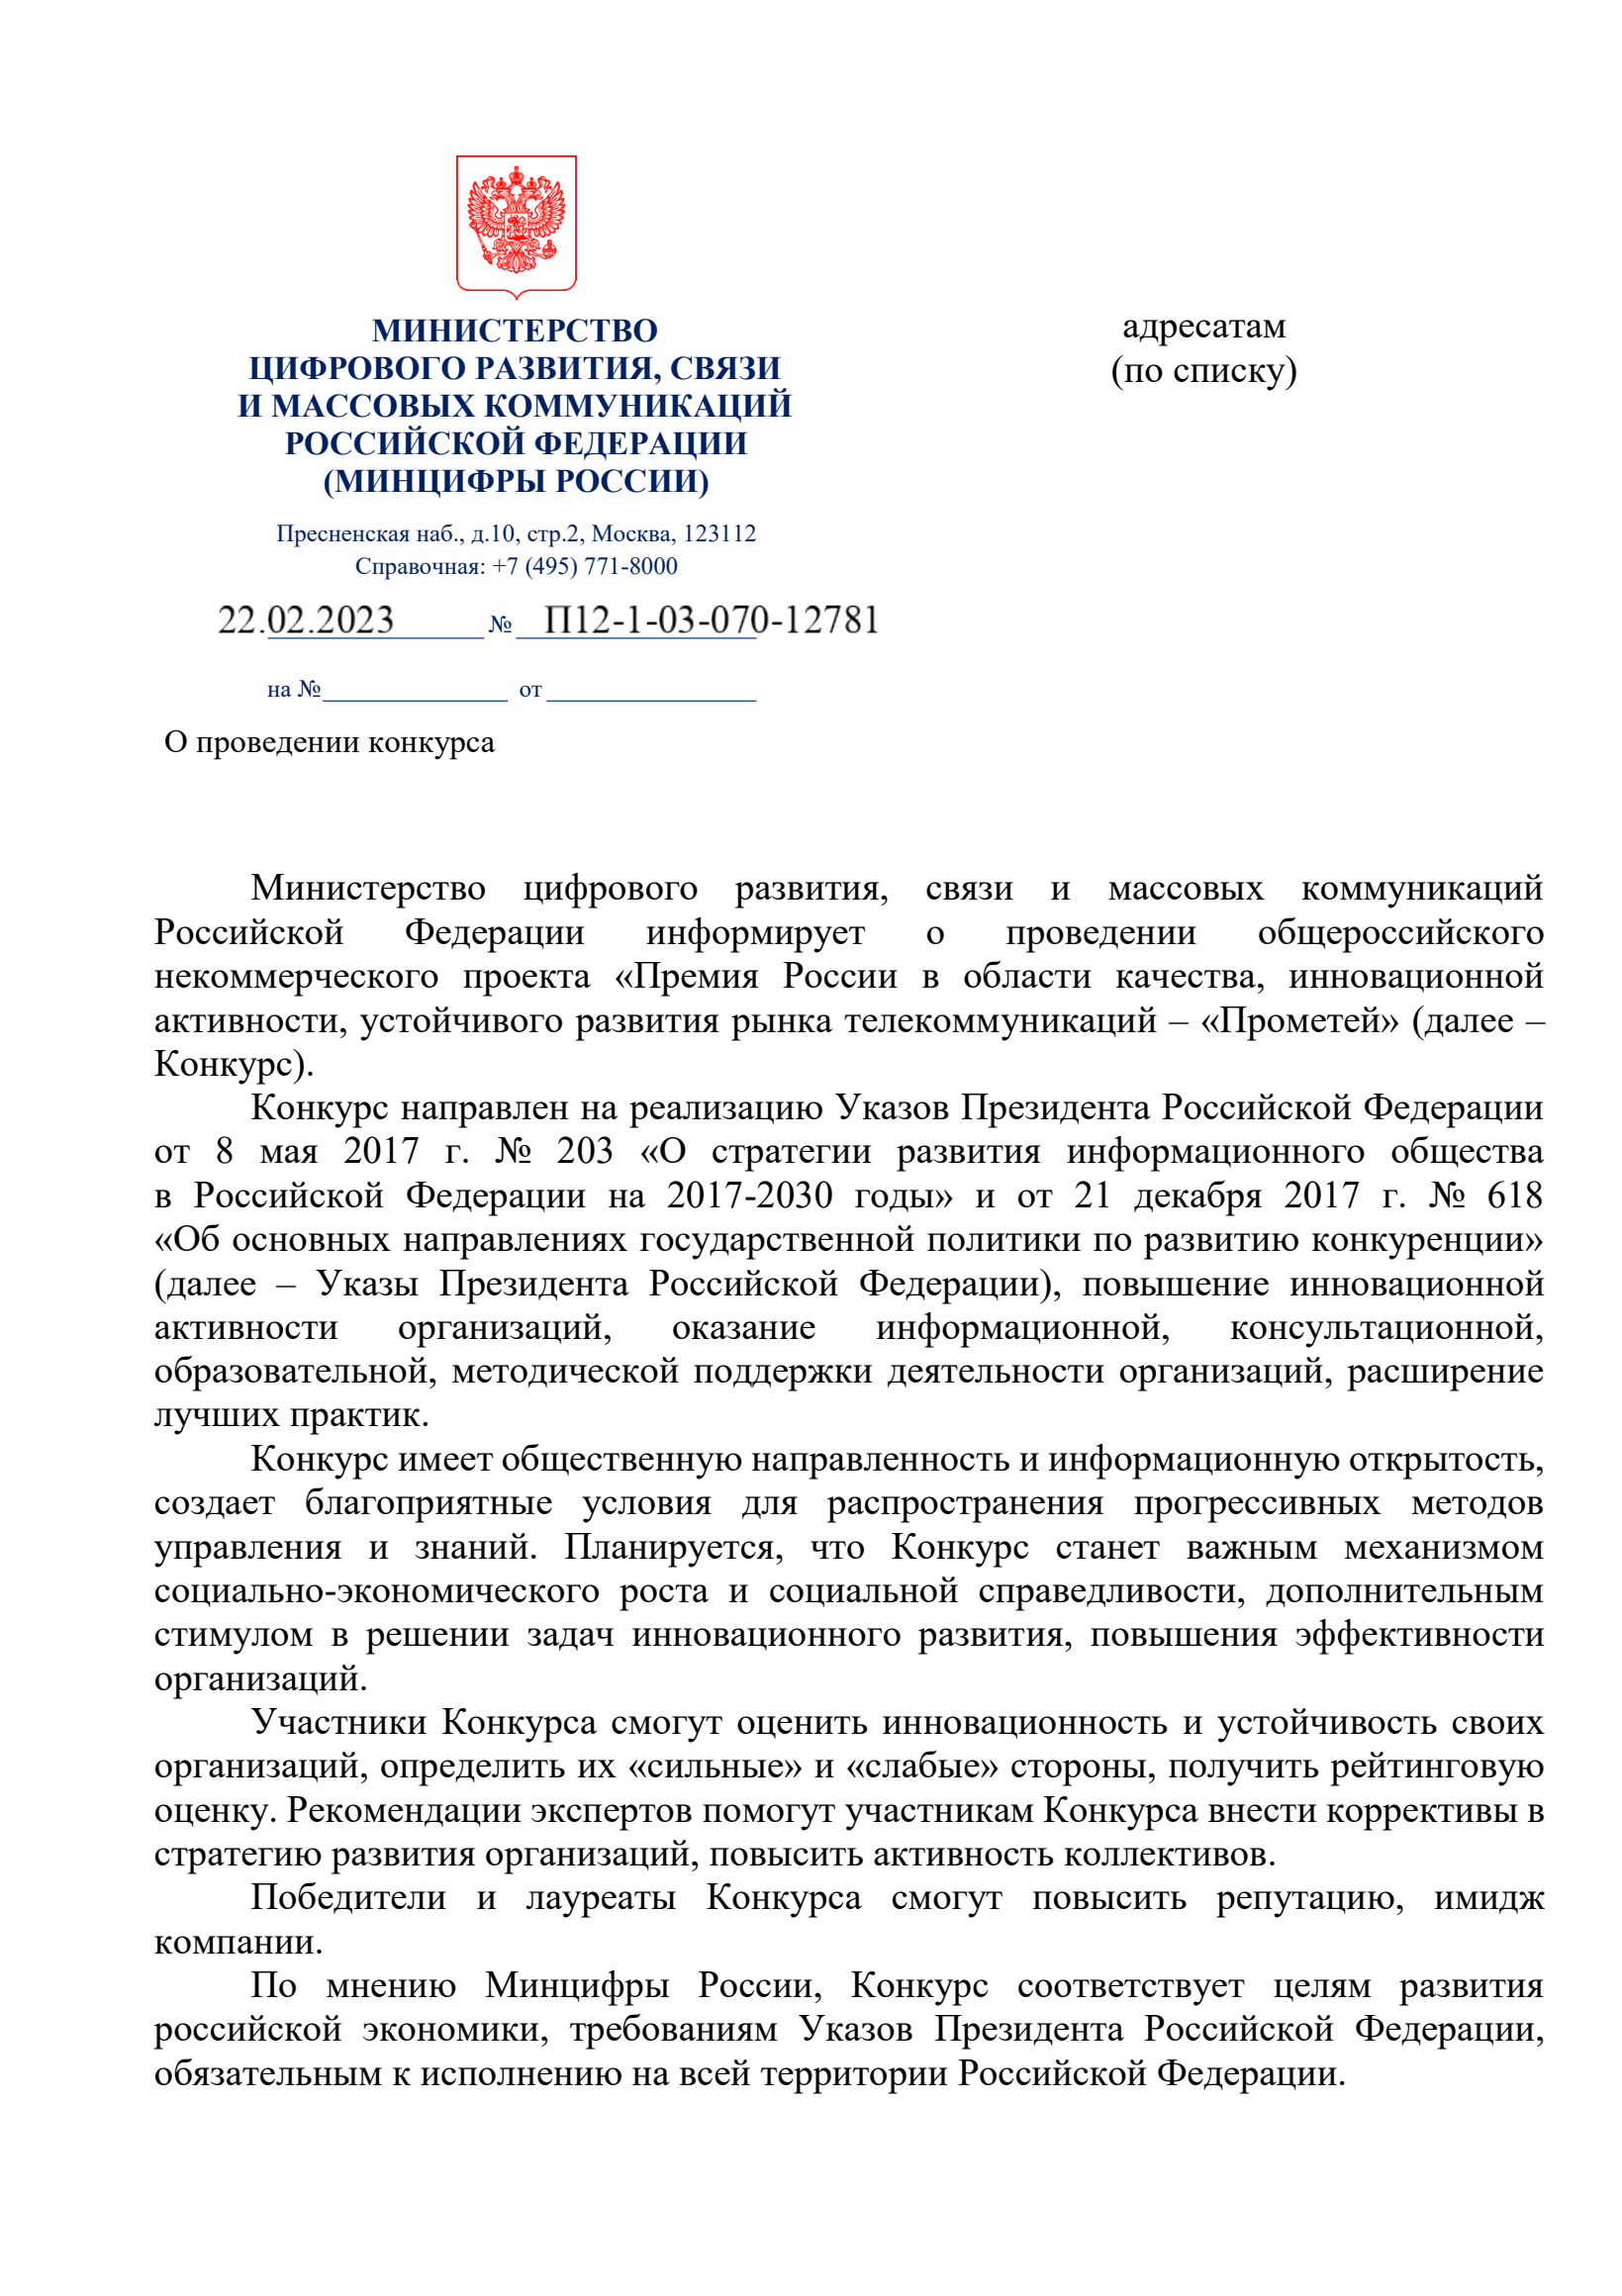 МИНИСТЕРСТВО
ЦИФРОВОГО РАЗВИТИЯ, СВЯЗИ
И МАССОВЫХ КОММУНИКАЦИЙ
РОССИЙСКОЙ ФЕДЕРАЦИИ
(МИНЦИФРЫ РОССИИ)
Пресненская наб., д.10, стр.2, Москва, 123112
Справочная: +7 (495) 771-8000
22.02.2023 № П12-1-03-070-12781
на № от
О проведении конкурса
адресатам
(по списку)
Министерство цифрового развития, связи и массовых коммуникаций
Российской Федерации информирует о проведении общероссийского
некоммерческого проекта «Премия России в области качества, инновационной
активности, устойчивого развития рынка телекоммуникаций – «Прометей» (далее –
Конкурс).
Конкурс направлен на реализацию Указов Президента Российской Федерации
от 8 мая 2017 г. № 203 «О стратегии развития информационного общества
в Российской Федерации на 2017-2030 годы» и от 21 декабря 2017 г. № 618
«Об основных направлениях государственной политики по развитию конкуренции»
(далее – Указы Президента Российской Федерации), повышение инновационной
активности организаций, оказание информационной, консультационной,
образовательной, методической поддержки деятельности организаций, расширение
лучших практик.
Конкурс имеет общественную направленность и информационную открытость,
создает благоприятные условия для распространения прогрессивных методов
управления и знаний. Планируется, что Конкурс станет важным механизмом
социально-экономического роста и социальной справедливости, дополнительным
стимулом в решении задач инновационного развития, повышения эффективности
организаций.
Участники Конкурса смогут оценить инновационность и устойчивость своих
организаций, определить их «сильные» и «слабые» стороны, получить рейтинговую
оценку. Рекомендации экспертов помогут участникам Конкурса внести коррективы в
стратегию развития организаций, повысить активность коллективов.
Победители и лауреаты Конкурса смогут повысить репутацию, имидж
компании.
По мнению Минцифры России, Конкурс соответствует целям развития
российской экономики, требованиям Указов Президента Российской Федерации,
обязательным к исполнению на всей территории Российской Федерации.